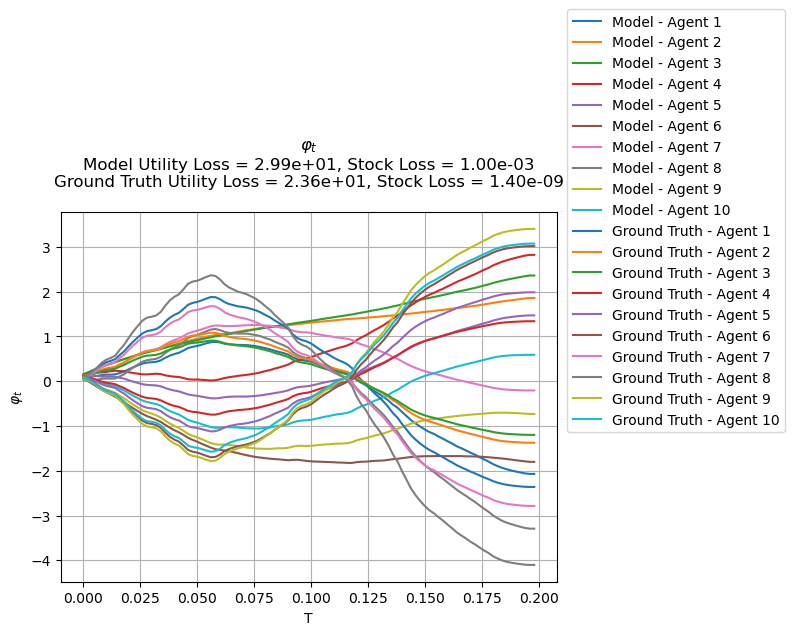 φt
Model Utility Loss = 2.99e+01, Stock Loss = 1.00e-03
Ground Truth Utility Loss = 2.36e+01, Stock Loss = 1.40e-09
Model - Agent 1
Model - Agent 2
Model - Agent 3
Model - Agent 4
Model - Agent 5
Model - Agent 6
Model - Agent 7
Model - Agent 8
Model - Agent 9
Model - Agent 10
Ground Truth - Agent 1
Ground Truth - Agent 2
Ground Truth - Agent 3
Ground Truth - Agent 4
Ground Truth - Agent 5
Ground Truth - Agent 6
Ground Truth - Agent 7
Ground Truth - Agent 8
Ground Truth - Agent 9
Ground Truth - Agent 10
φt
3
2
1
0
−1
−2
−3
−4
0.000 0.025 0.050 0.075 0.100 0.125 0.150 0.175 0.200
T